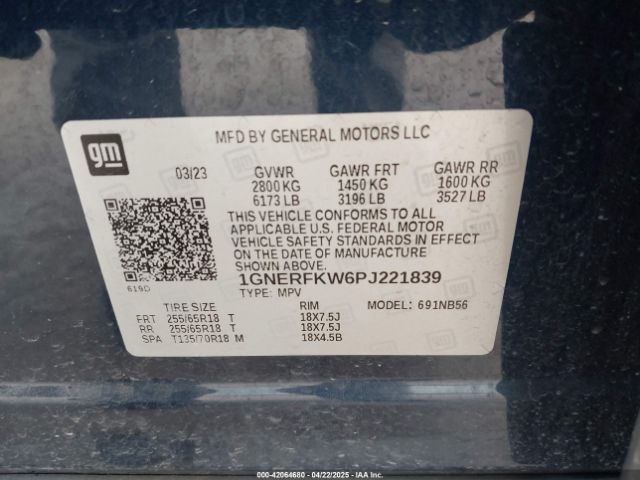 MFD BY GENERAL MOTORS LLC
gm
03/23 GVWR GAWR FRT GAWR RR
2800 KG 1450 KG 1600 KG
6173 LB 3196 LB 3527 LB
THIS VEHICLE CONFORMS TO ALL
APPLICABLE U.S. FEDERAL MOTOR
VEHICLE SAFETY STANDARDS IN EFFECT
ON THE DATE OF MANUFACTURE
SHOWN ABOVE.
619D
1GNERFKW6PJ221839
TYPE: MPV
TIRE SIZE RIM MODEL: 691NB56
FRT 255/65R18 T 18X7.5J
RR 255/65R18 T 18X7.5J
SPA T135/70R18 M 18X4.5B
000-42064680 - 04/22/2025 - IAAI.COM